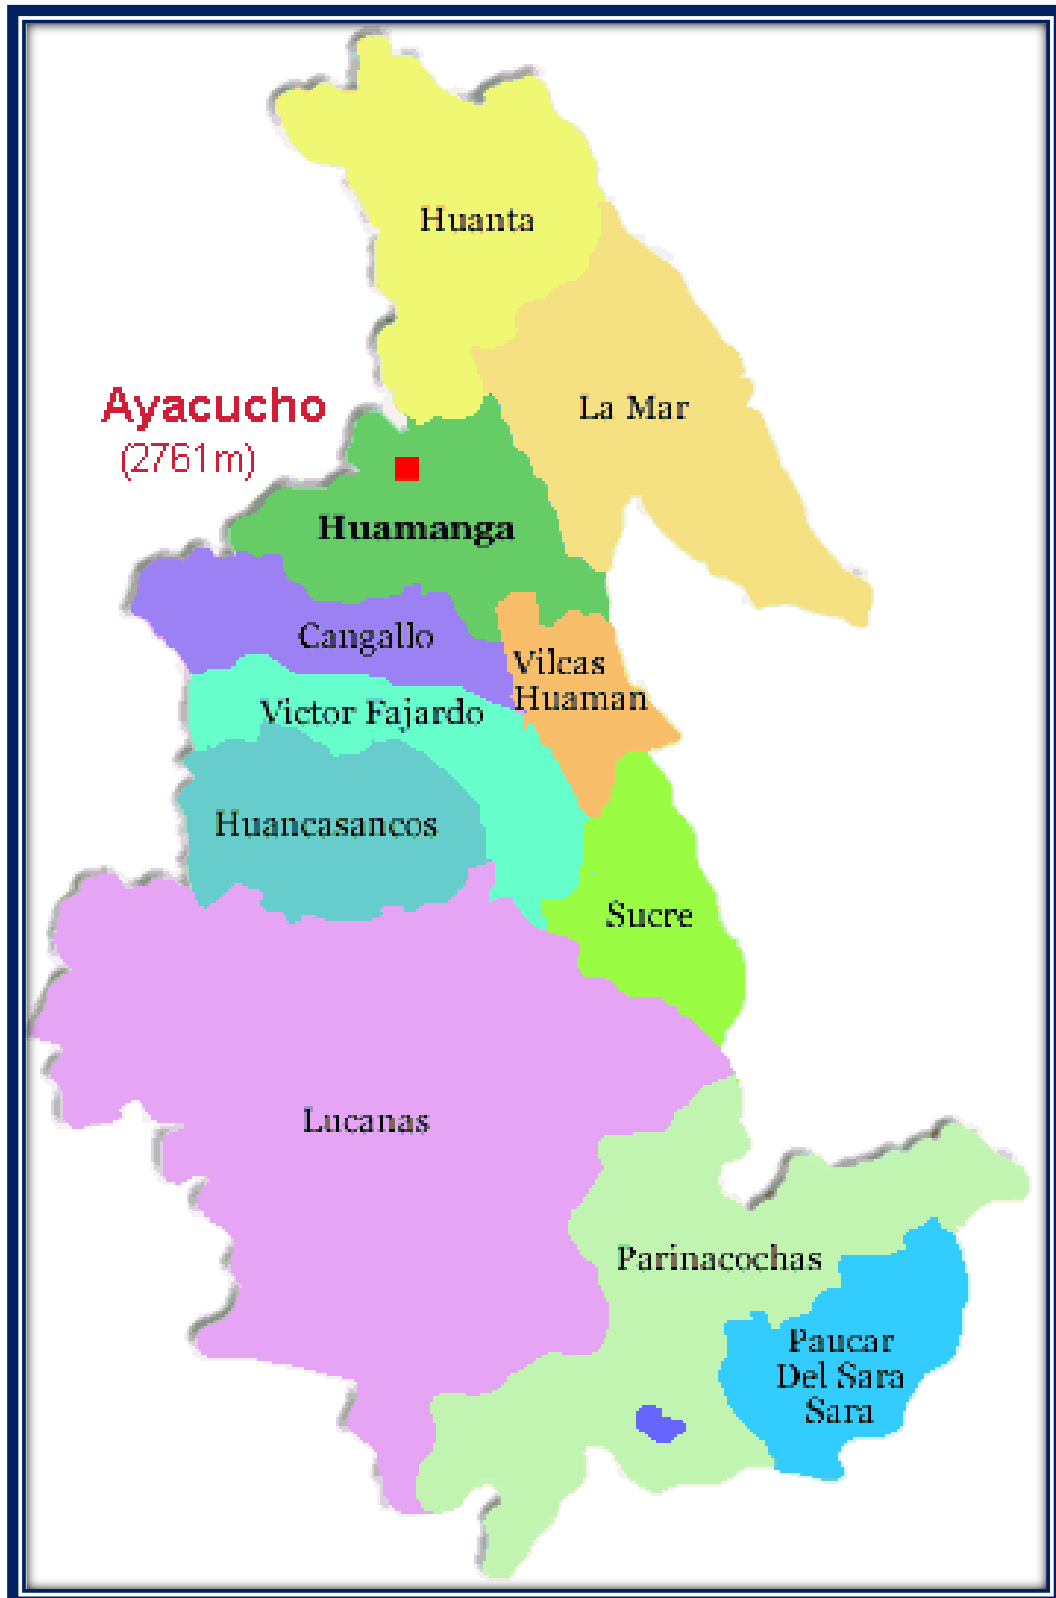 Huanta
La Mar
Ayacucho
(2761m)
Huamanga
Cangallo
Vilcas
Huaman
Victor Fajardo
Huancasancos
Sucre
Lucanas
Parinacochas
Paucar
Del Sara
Sara